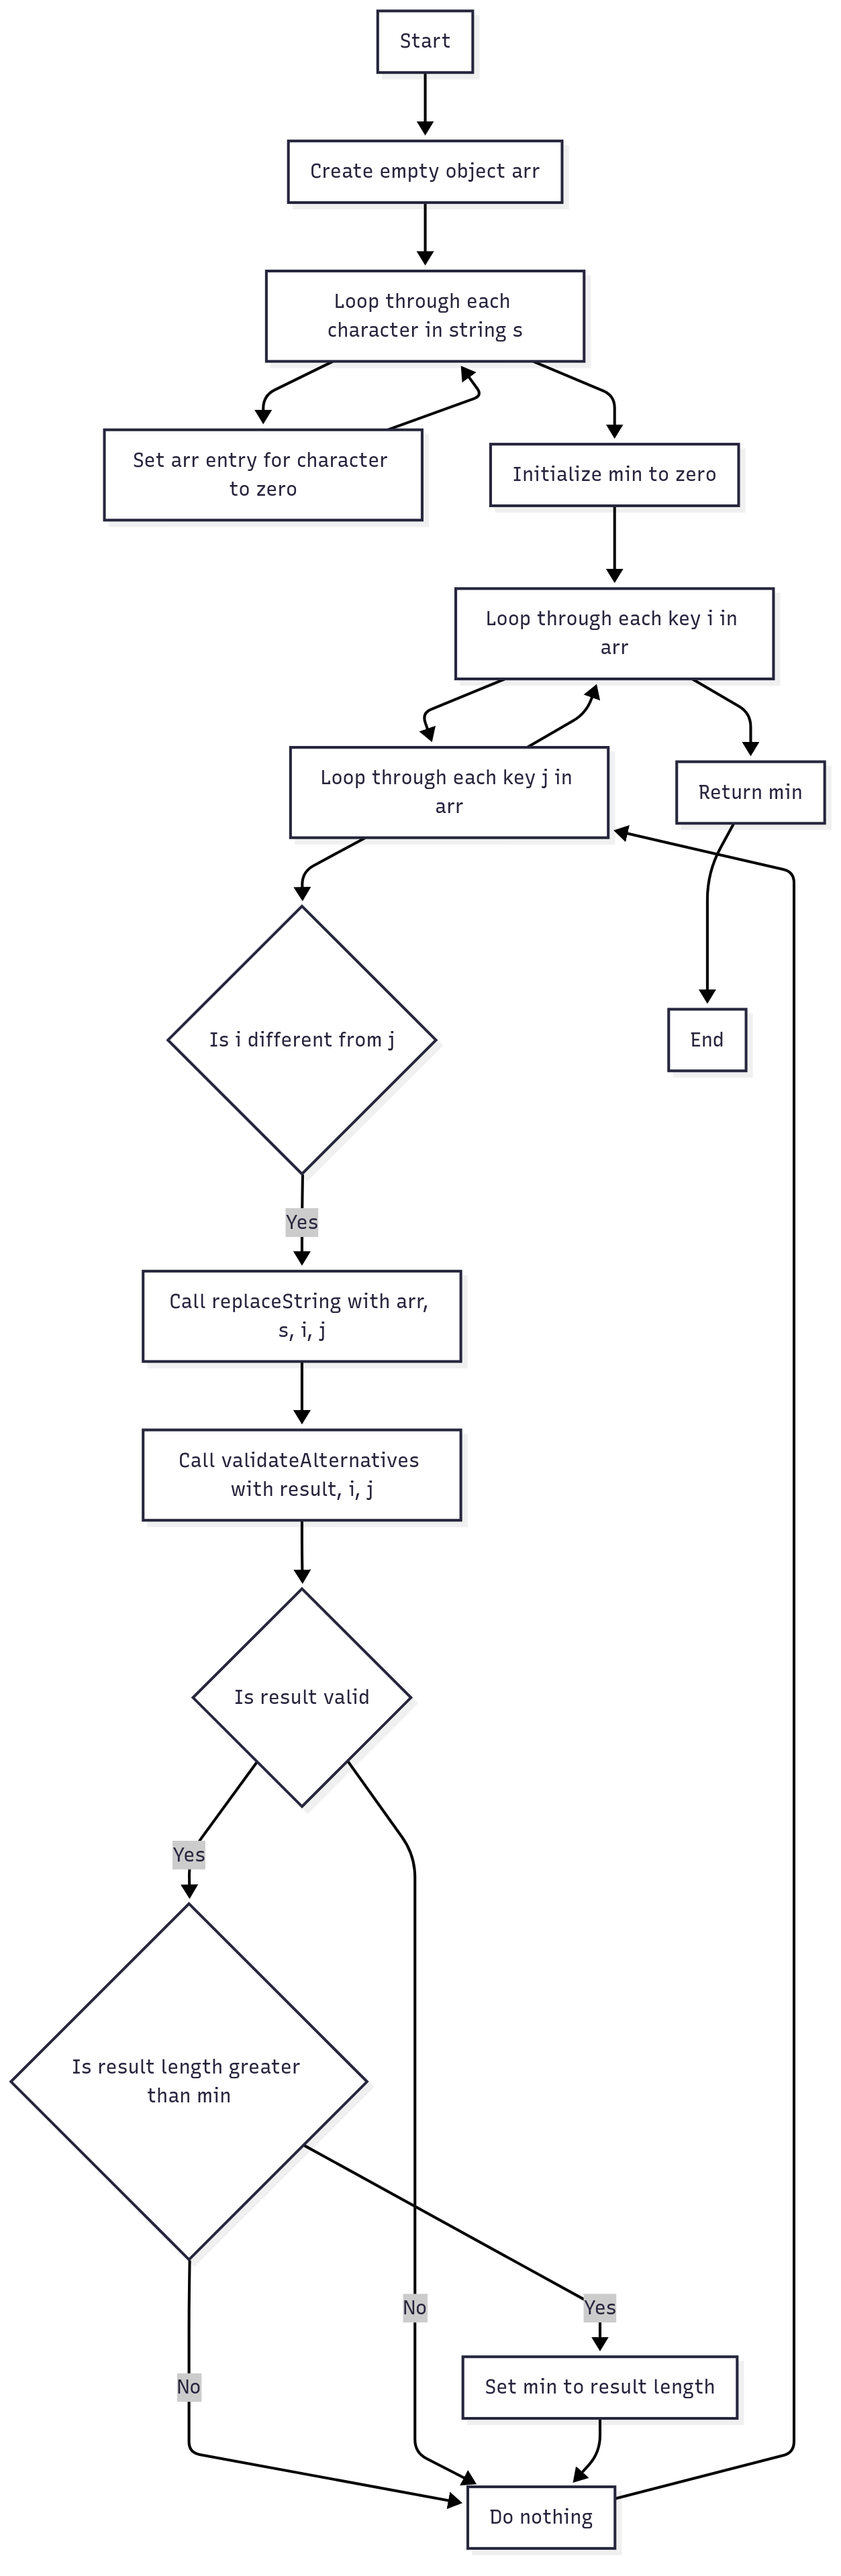 Start
Create empty object arr
Loop through each
character in string s
Set arr entry for character
to zero
Initialize min to zero
Loop through each key i in
arr
Loop through each key j in
arr
Return min
Is i different from j
End
Yes
Call replaceString with arr,
s, i, j
Call validateAlternatives
with result, i, j
Is result valid
Yes
Is result length greater
than min
No
Yes
No
Set min to result length
Do nothing